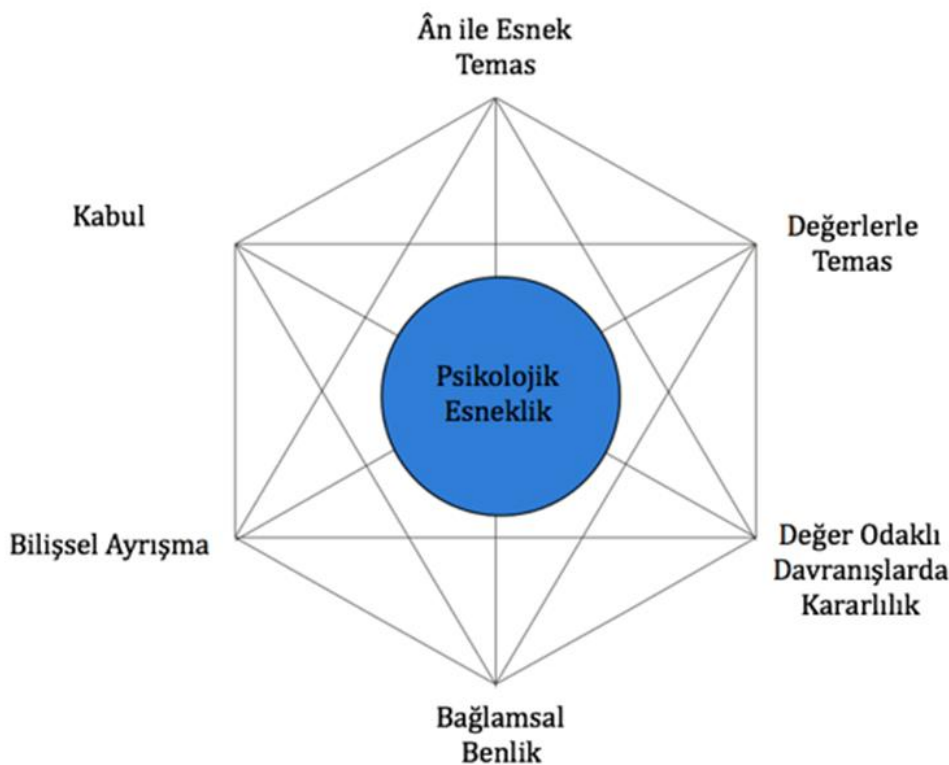 Ân ile Esnek
Temas
Kabul
Değerlerle
Temas
Psikolojik
Esneklik
Bilişsel Ayrışma
Değer Odaklı
Davranışlarda
Kararlılık
Bağlamsal
Benlik